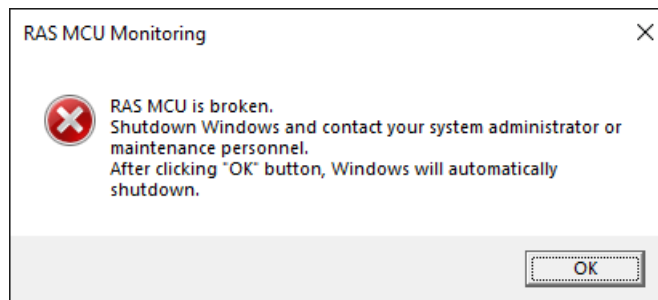 RAS MCU Monitoring
RAS MCU is broken.
Shutdown Windows and contact your system administrator or
maintenance personnel.
After clicking "OK" button, Windows will automatically
shutdown.
OK